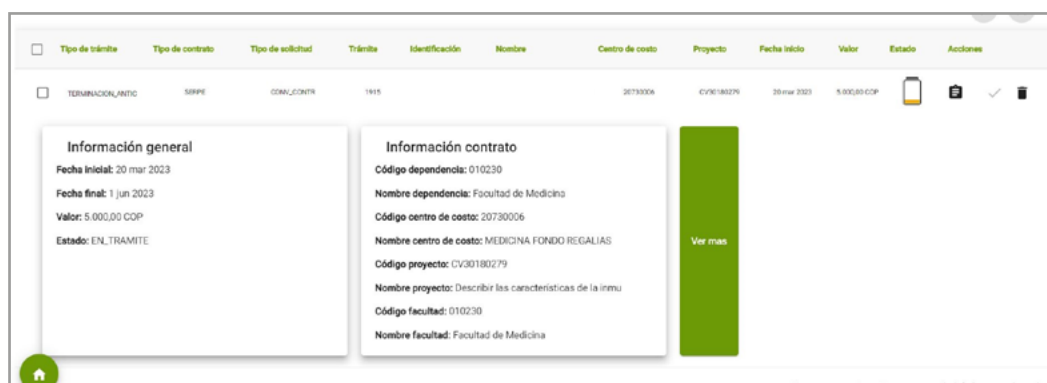 Tipo de trámite Tipo de contrato Tipo de solicitud Trámite Identificación Nombre Centro de costo Proyecto Fecha inicio Valor Estado Acciones
TERMINACION_ANTIC SERPE CONV_CONTR 1915 20730006 CV30180279 20 mar 2023 5.000,00 COP
Información general
Fecha inicial: 20 mar 2023
Fecha final: 1 jun 2023
Valor: 5.000,00 COP
Estado: EN_TRAMITE
Información contrato
Código dependencia: 010230
Nombre dependencia: Facultad de Medicina
Código centro de costo: 20730006
Nombre centro de costo: MEDICINA FONDO REGALIAS
Código proyecto: CV30180279
Nombre proyecto: Describir las características de la inmu
Código facultad: 010230
Nombre facultad: Facultad de Medicina
Ver mas